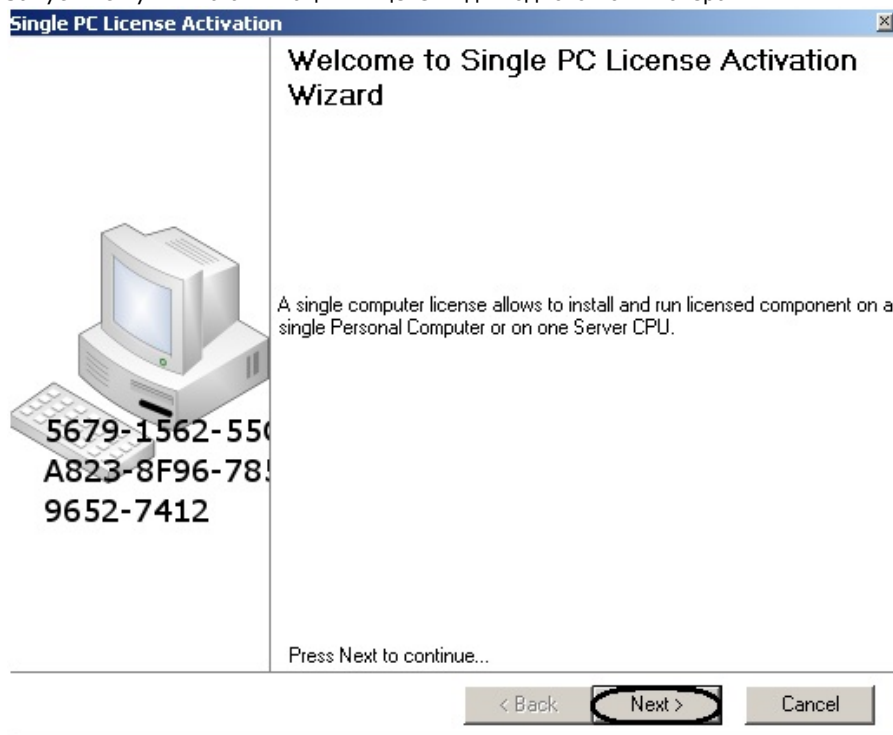 Single PC License Activation
Welcome to Single PC License Activation
Wizard
A single computer license allows to install and run licensed component on a
single Personal Computer or on one Server CPU.
5679-1562-55
A823-8F96-78
9652-7412
Press Next to continue...
< Back
Next >
Cancel